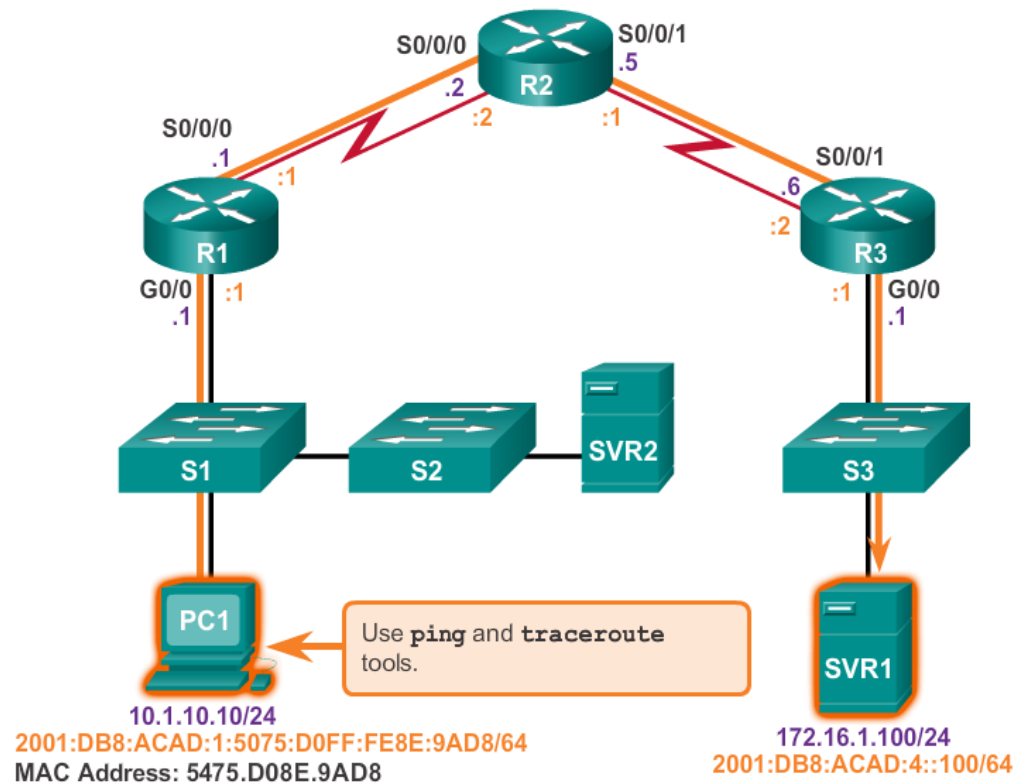 S0/0/0
S0/0/1
R2
.5
.2
:2
:1
S0/0/0
.1
:1
S0/0/1
.6
:2
R1
R3
G0/0
:1
.1
:1
G0/0
.1
S1
S2
SVR2
S3
PC1
Use ping and traceroute
tools.
SVR1
10.1.10.10/24
2001:DB8:ACAD:1:5075:D0FF:FE8E:9AD8/64
MAC Address: 5475.D08E.9AD8
172.16.1.100/24
2001:DB8:ACAD:4::100/64